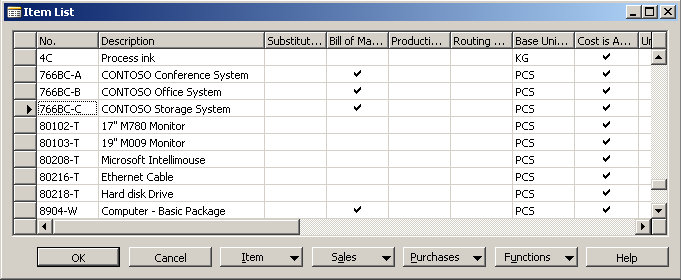 Item List
No. Description Substitut... Bill of Ma... Producti... Routing ... Base Uni... Cost is A... Ur
4C Process ink KG
766BC-A CONTOSO Conference System PCS
766BC-B CONTOSO Office System PCS
766BC-C CONTOSO Storage System PCS
80102-T 17" M780 Monitor PCS
80103-T 19" M009 Monitor PCS
80208-T Microsoft Intellimouse PCS
80216-T Ethernet Cable PCS
80218-T Hard disk Drive PCS
8904-W Computer - Basic Package PCS
OK Cancel Item Sales Purchases Functions Help